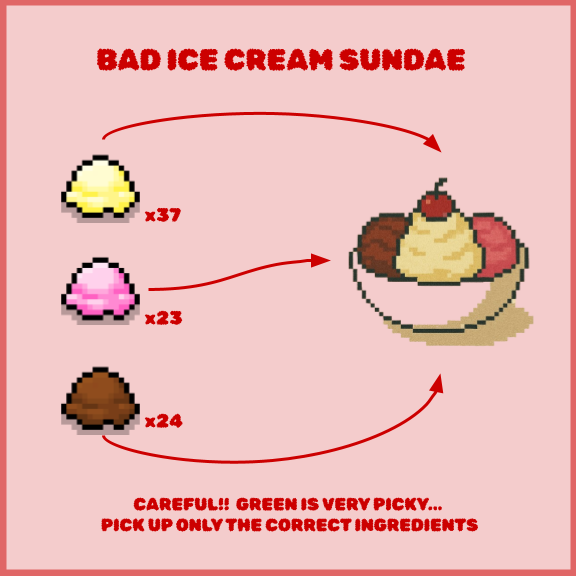 BAD ICE CREAM SUNDAE
x37
x23
x24
CAREFUL!! GREEN IS VERY PICKY...
PICK UP ONLY THE CORRECT INGREDIENTS